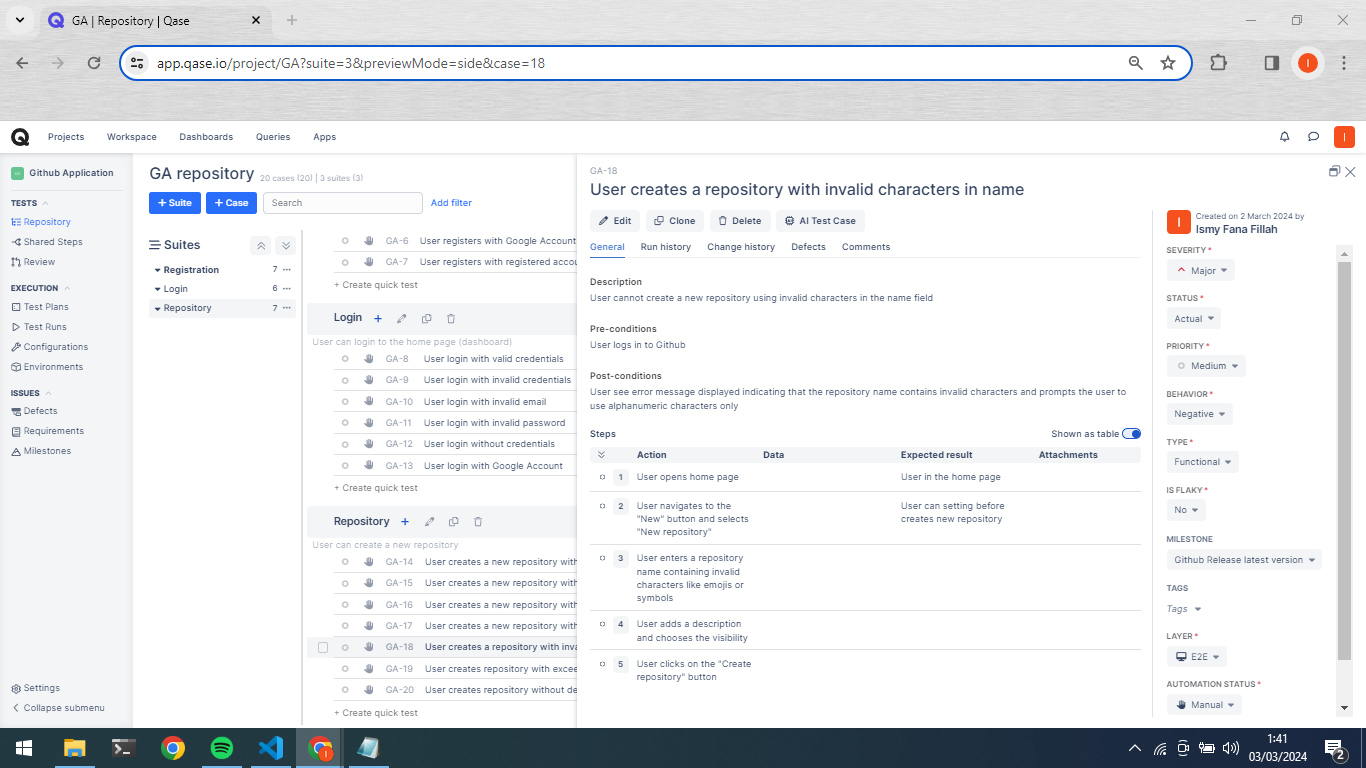 GA | Repository | Qase
app.qase.io/project/GA?suite=3&previewMode=side&case=18
Projects Workspace Dashboards Queries Apps
Github Application
TESTS
Repository
Shared Steps
Review
EXECUTION
Test Plans
Test Runs
Configurations
Environments
ISSUES
Defects
Requirements
Milestones
Settings
Collapse submenu
GA repository 20 cases (20) | 3 suites (3)
+ Suite + Case Search Add filter
Suites
Registration 7
Login 6
Repository 7
GA-6 User registers with Google Account
GA-7 User registers with registered accou
+ Create quick test
Login
User can login to the home page (dashboard)
GA-8 User login with valid credentials
GA-9 User login with invalid credentials
GA-10 User login with invalid email
GA-11 User login with invalid password
GA-12 User login without credentials
GA-13 User login with Google Account
+ Create quick test
Repository
User can create a new repository
GA-14 User creates a new repository with
GA-15 User creates a new repository with
GA-16 User creates a new repository with
GA-17 User creates a new repository with
GA-18 User creates a repository with inva
GA-19 User creates repository with excee
GA-20 User creates repository without de
+ Create quick test
GA-18
User creates a repository with invalid characters in name
Edit Clone Delete AI Test Case
General Run history Change history Defects Comments
Description
User cannot create a new repository using invalid characters in the name field
Pre-conditions
User logs in to Github
Post-conditions
User see error message displayed indicating that the repository name contains invalid characters and prompts the user to
use alphanumeric characters only
Steps Shown as table
Action Data Expected result Attachments
1 User opens home page User in the home page
2 User navigates to the User can setting before
"New" button and selects creates new repository
"New repository"
3 User enters a repository
name containing invalid
characters like emojis or
symbols
4 User adds a description
and chooses the visibility
5 User clicks on the "Create
repository" button
I Created on 2 March 2024 by
Ismy Fana Fillah
SEVERITY *
Major
STATUS *
Actual
PRIORITY *
Medium
BEHAVIOR *
Negative
TYPE *
Functional
IS FLAKY *
No
MILESTONE
Github Release latest version
TAGS
Tags
LAYER *
E2E
AUTOMATION STATUS *
Manual
1:41
03/03/2024
2